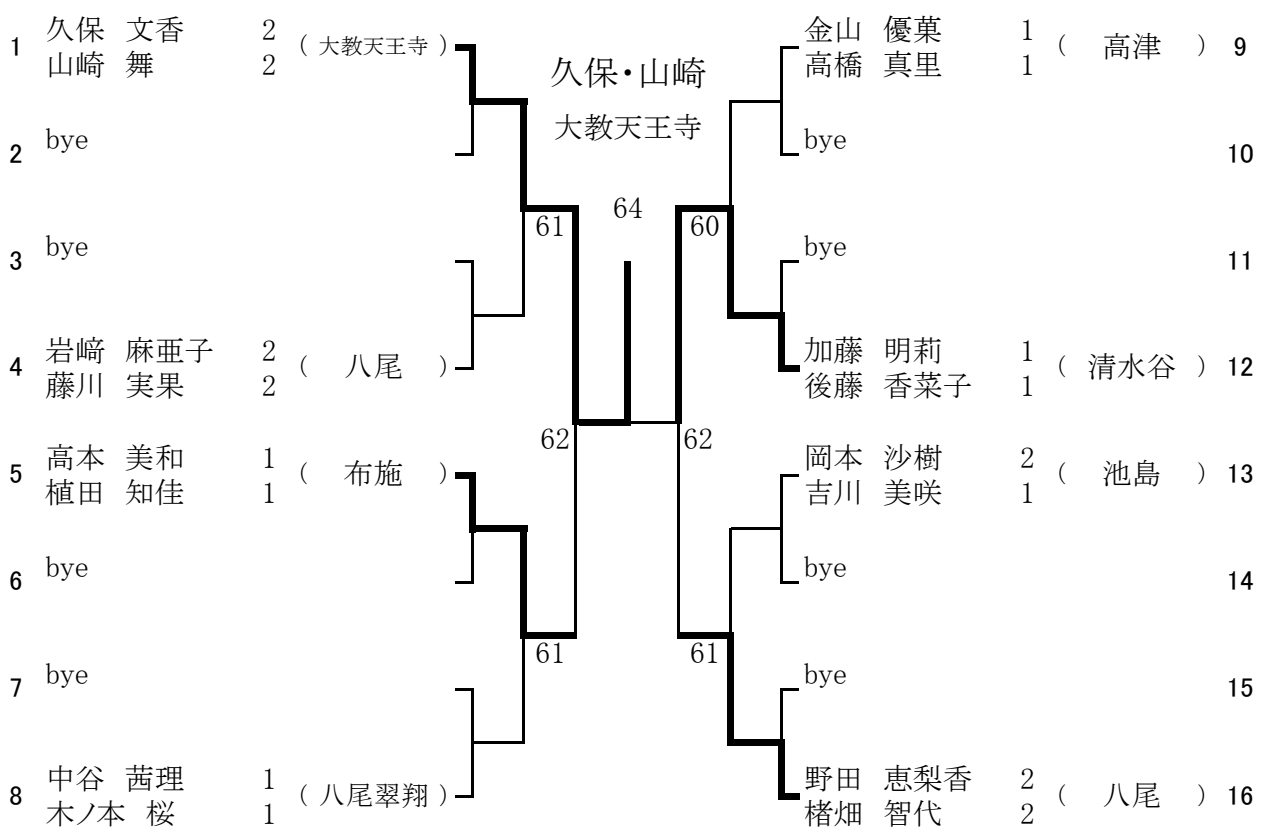 1 久保 文香 2 ( 大教天王寺 )
山崎 舞 2
2 bye
3 bye
4 岩﨑 麻亜子 2 ( 八尾 )
藤川 実果 2
5 高本 美和 1 ( 布施 )
植田 知佳 1
6 bye
7 bye
8 中谷 茜理 1 ( 八尾翠翔 )
木ノ本 桜 1
久保・山崎
大教天王寺
64
61
60
62
62
61
61
金山 優菓 1 ( 高津 ) 9
高橋 真里 1
bye 10
bye 11
加藤 明莉 1 ( 清水谷 ) 12
後藤 香菜子 1
岡本 沙樹 2 ( 池島 ) 13
吉川 美咲 1
bye 14
bye 15
野田 恵梨香 2 ( 八尾 ) 16
楮畑 智代 2